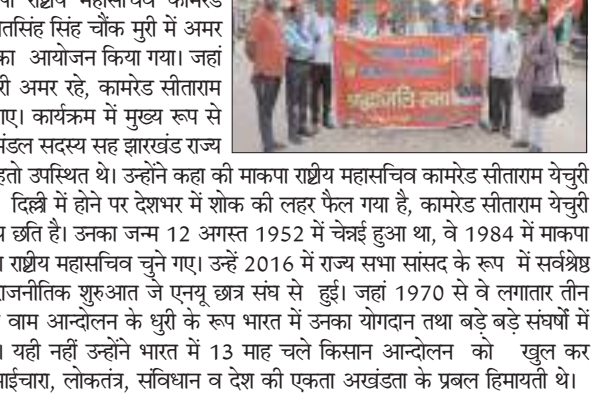 राष्ट्रीय महासचिव कामरेड
सिंह चौंक मुरी में अमर
का आयोजन किया गया। जहां
अमर रहे, कामरेड सीताराम
गए। कार्यक्रम में मुख्य रूप से
सदस्य सह झारखंड राज्य
उपस्थित थे। उन्होंने कहा की माकपा राष्ट्रीय महासचिव कामरेड सीताराम येचुरी
दिल्ली में होने पर देशभर में शोक की लहर फैल गया है, कामरेड सीताराम येचुरी
छति है। उनका जन्म 12 अगस्त 1952 में चेन्नई हुआ था, वे 1984 में माकपा
राष्ट्रीय महासचिव चुने गए। उन्हें 2016 में राज्य सभा सांसद के रूप में सर्वश्रेष्ठ
राजनीतिक शुरुआत जे एनयू छात्र संघ से हुई। जहां 1970 से वे लगातार तीन
वाम आन्दोलन के धुरी के रूप भारत में उनका योगदान तथा बड़े बड़े संघर्षों में
। यही नहीं उन्होंने भारत में 13 माह चले किसान आन्दोलन को खुल कर
भाईचारा, लोकतंत्र, संविधान व देश की एकता अखंडता के प्रबल हिमायती थे।
श्रद्धांजलि सभा